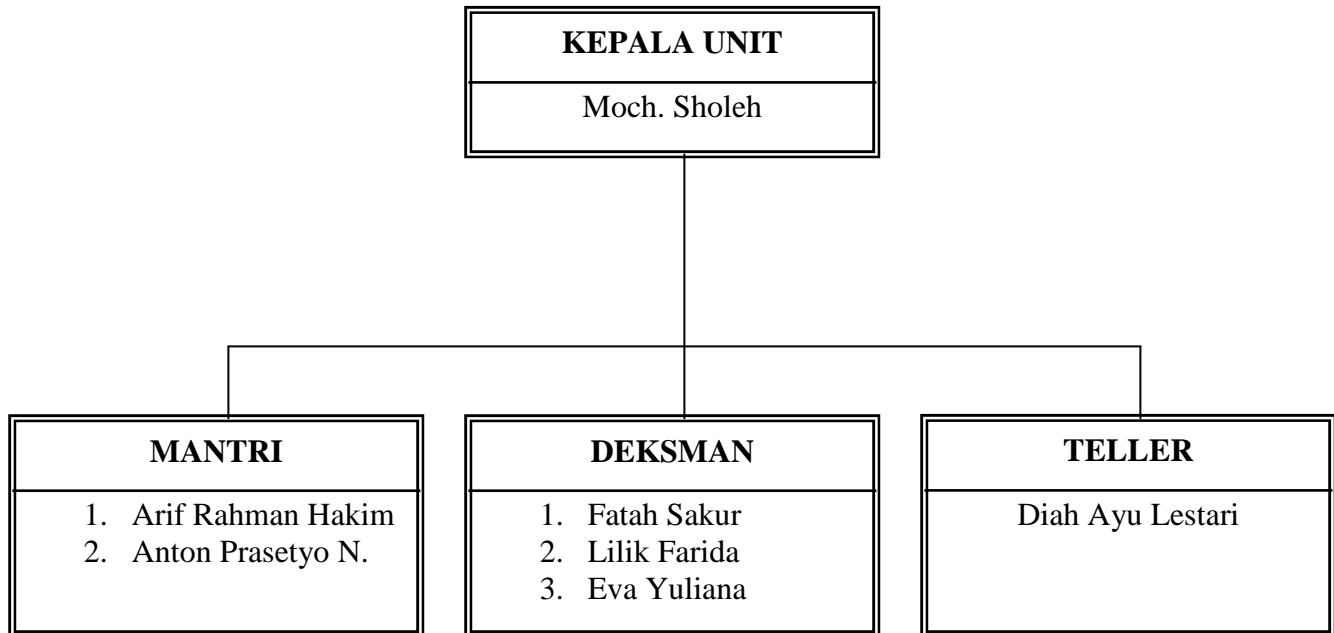 KEPALA UNIT
Moch. Sholeh
MANTRI
1. Arif Rahman Hakim
2. Anton Prasetyo N.
DEKSMAN
1. Fatah Sakur
2. Lilik Farida
3. Eva Yuliana
TELLER
Diah Ayu Lestari